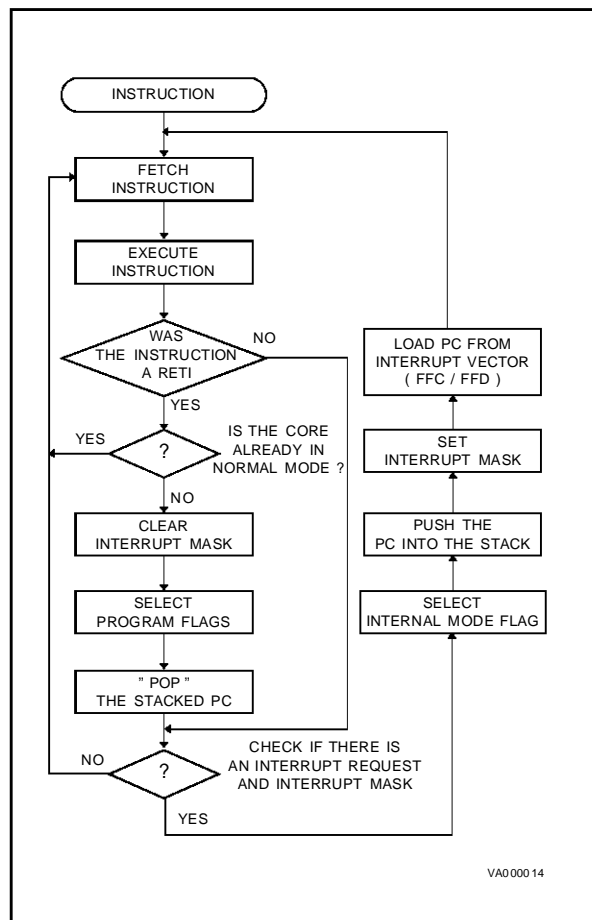 INSTRUCTION
FETCH
INSTRUCTION
EXECUTE
INSTRUCTION
WAS
THE INSTRUCTION
A RETI
NO
YES
YES
?
IS THE CORE
ALREADY IN
NORMAL MODE ?
NO
CLEAR
INTERRUPT MASK
SELECT
PROGRAM FLAGS
" POP "
THE STACKED PC
NO
?
CHECK IF THERE IS
AN INTERRUPT REQUEST
AND INTERRUPT MASK
YES
LOAD PC FROM
INTERRUPT VECTOR
( FFC / FFD )
SET
INTERRUPT MASK
PUSH THE
PC INTO THE STACK
SELECT
INTERNAL MODE FLAG
VA000014